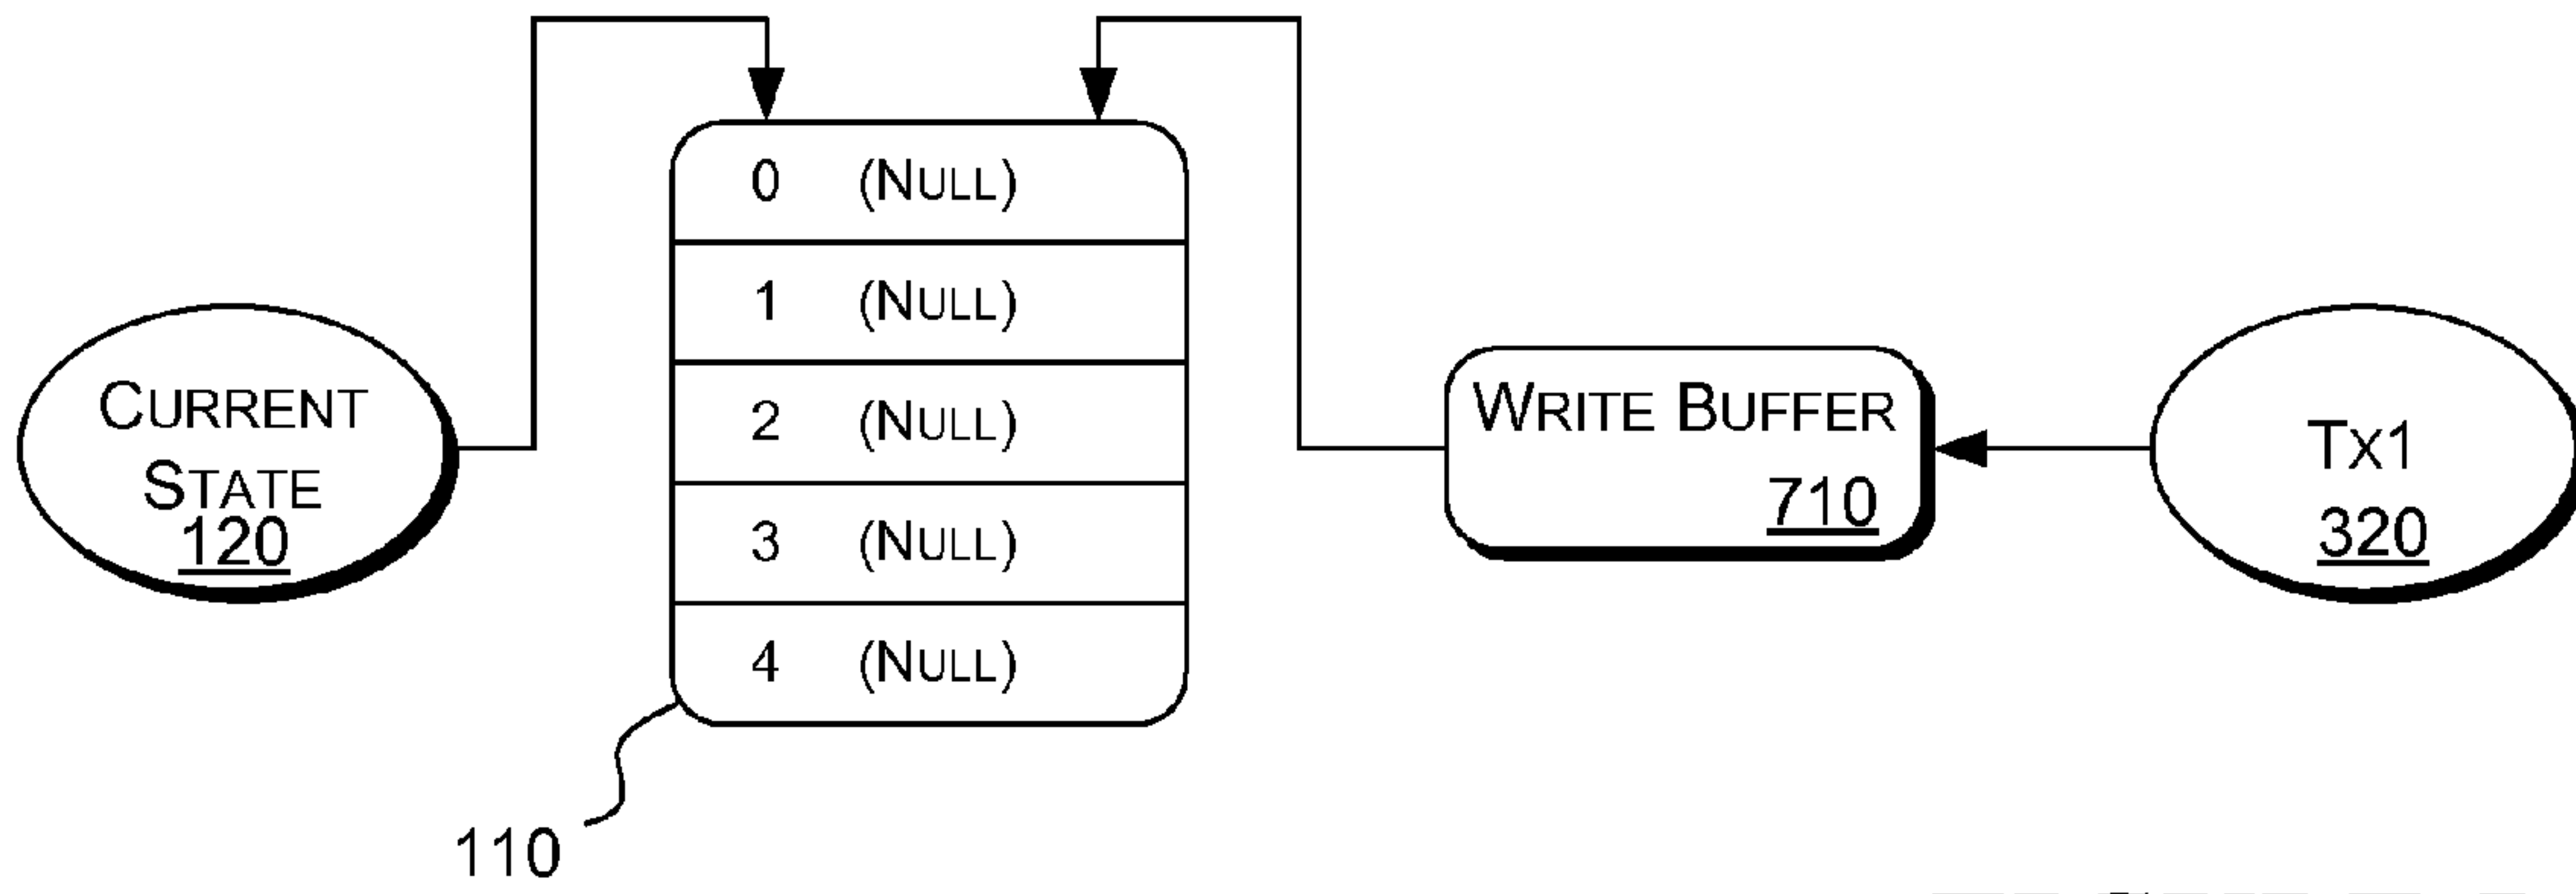 0 (NULL)
1 (NULL)
2 (NULL)
3 (NULL)
4 (NULL)
110
CURRENT
STATE
120
WRITE BUFFER
710
TX1
320